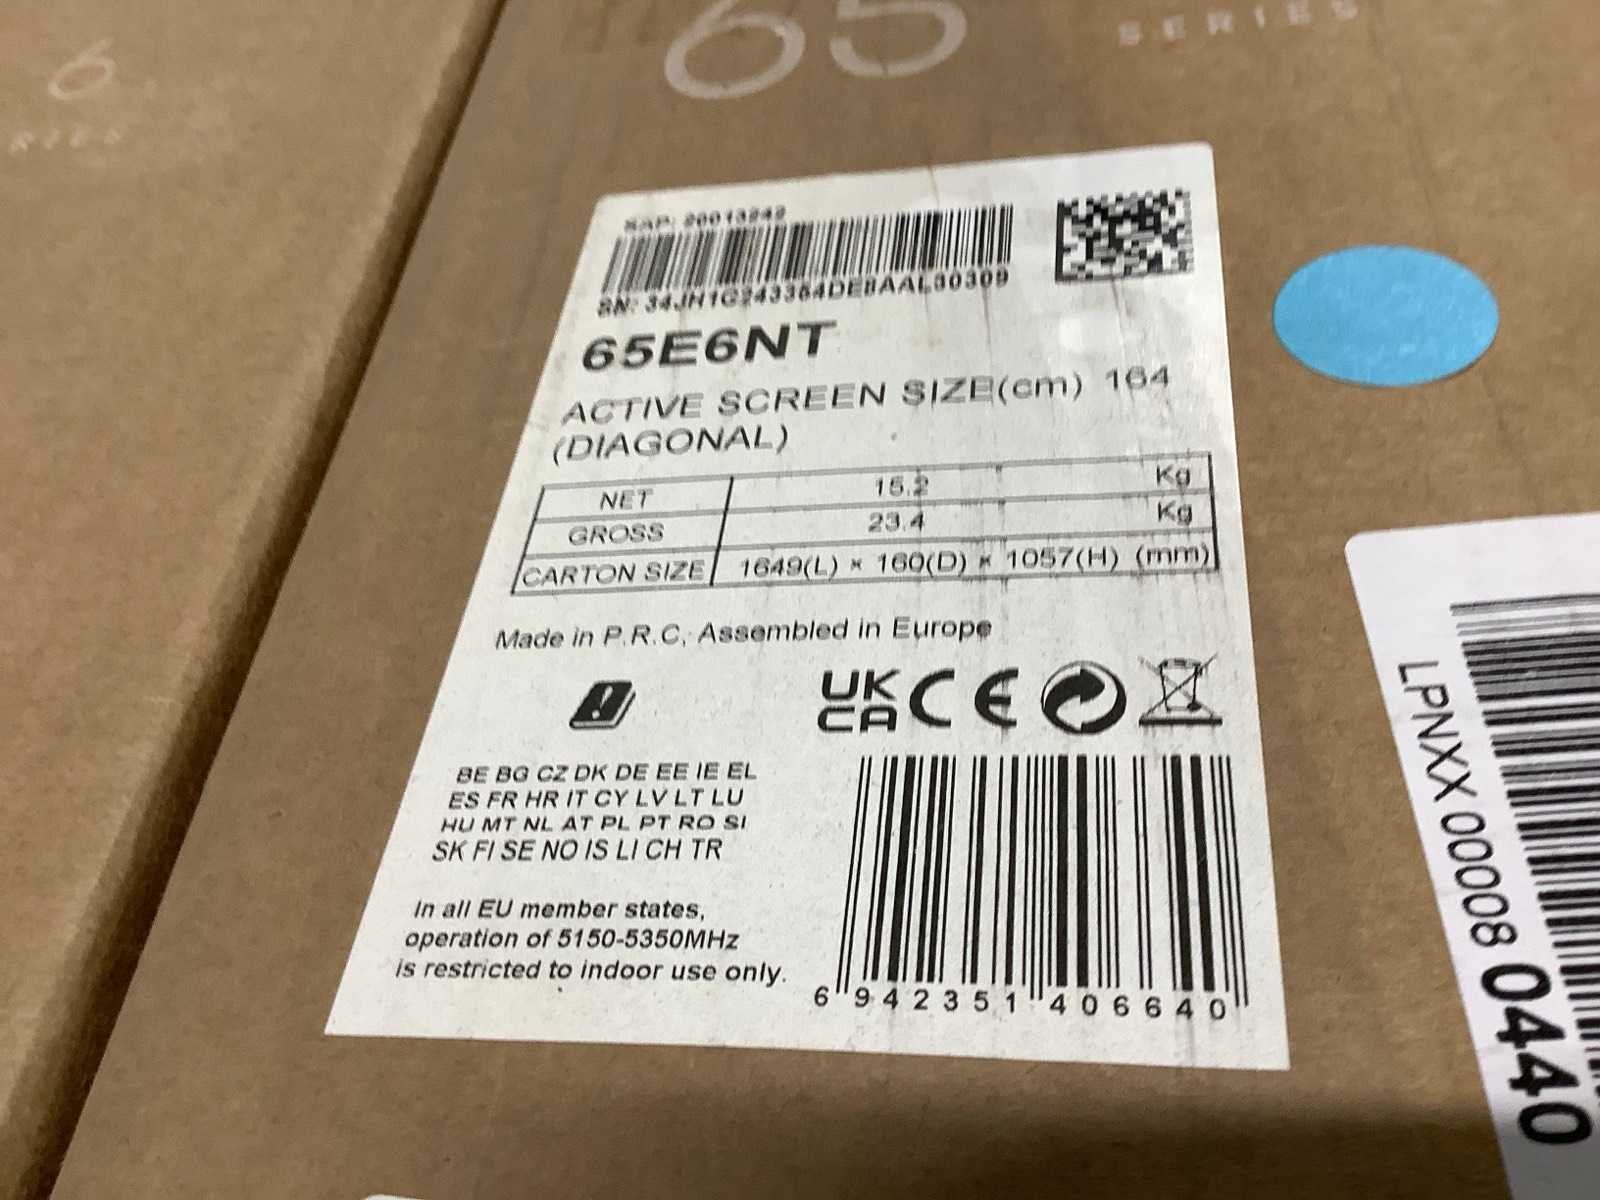 6
65
SERIES
SAP: 20013242
SN: 34JH1G243364DE8AAL30309
65E6NT
ACTIVE SCREEN SIZE(cm) 164
(DIAGONAL)
NET 15.2 Kg
GROSS 23.4 Kg
CARTON SIZE 1649(L) × 160(D) × 1057(H) (mm)
Made in P.R.C, Assembled in Europe
UK
CA
CE
BE BG CZ DK DE EE IE EL
ES FR HR IT CY LV LT LU
HU MT NL AT PL PT RO SI
SK FI SE NO IS LI CH TR
In all EU member states,
operation of 5150-5350MHz
is restricted to indoor use only.
6 942351 406640
LPNXX 00008 0440